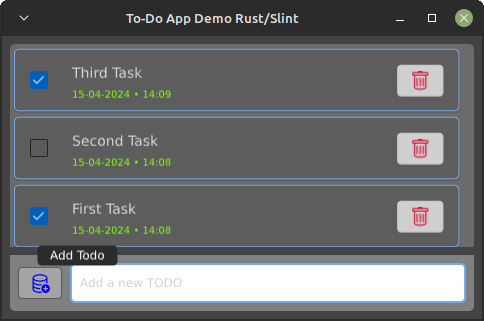 To-Do App Demo Rust/Slint
Third Task
15-04-2024 • 14:09
Second Task
15-04-2024 • 14:08
First Task
15-04-2024 • 14:08
Add Todo
Add a new TODO